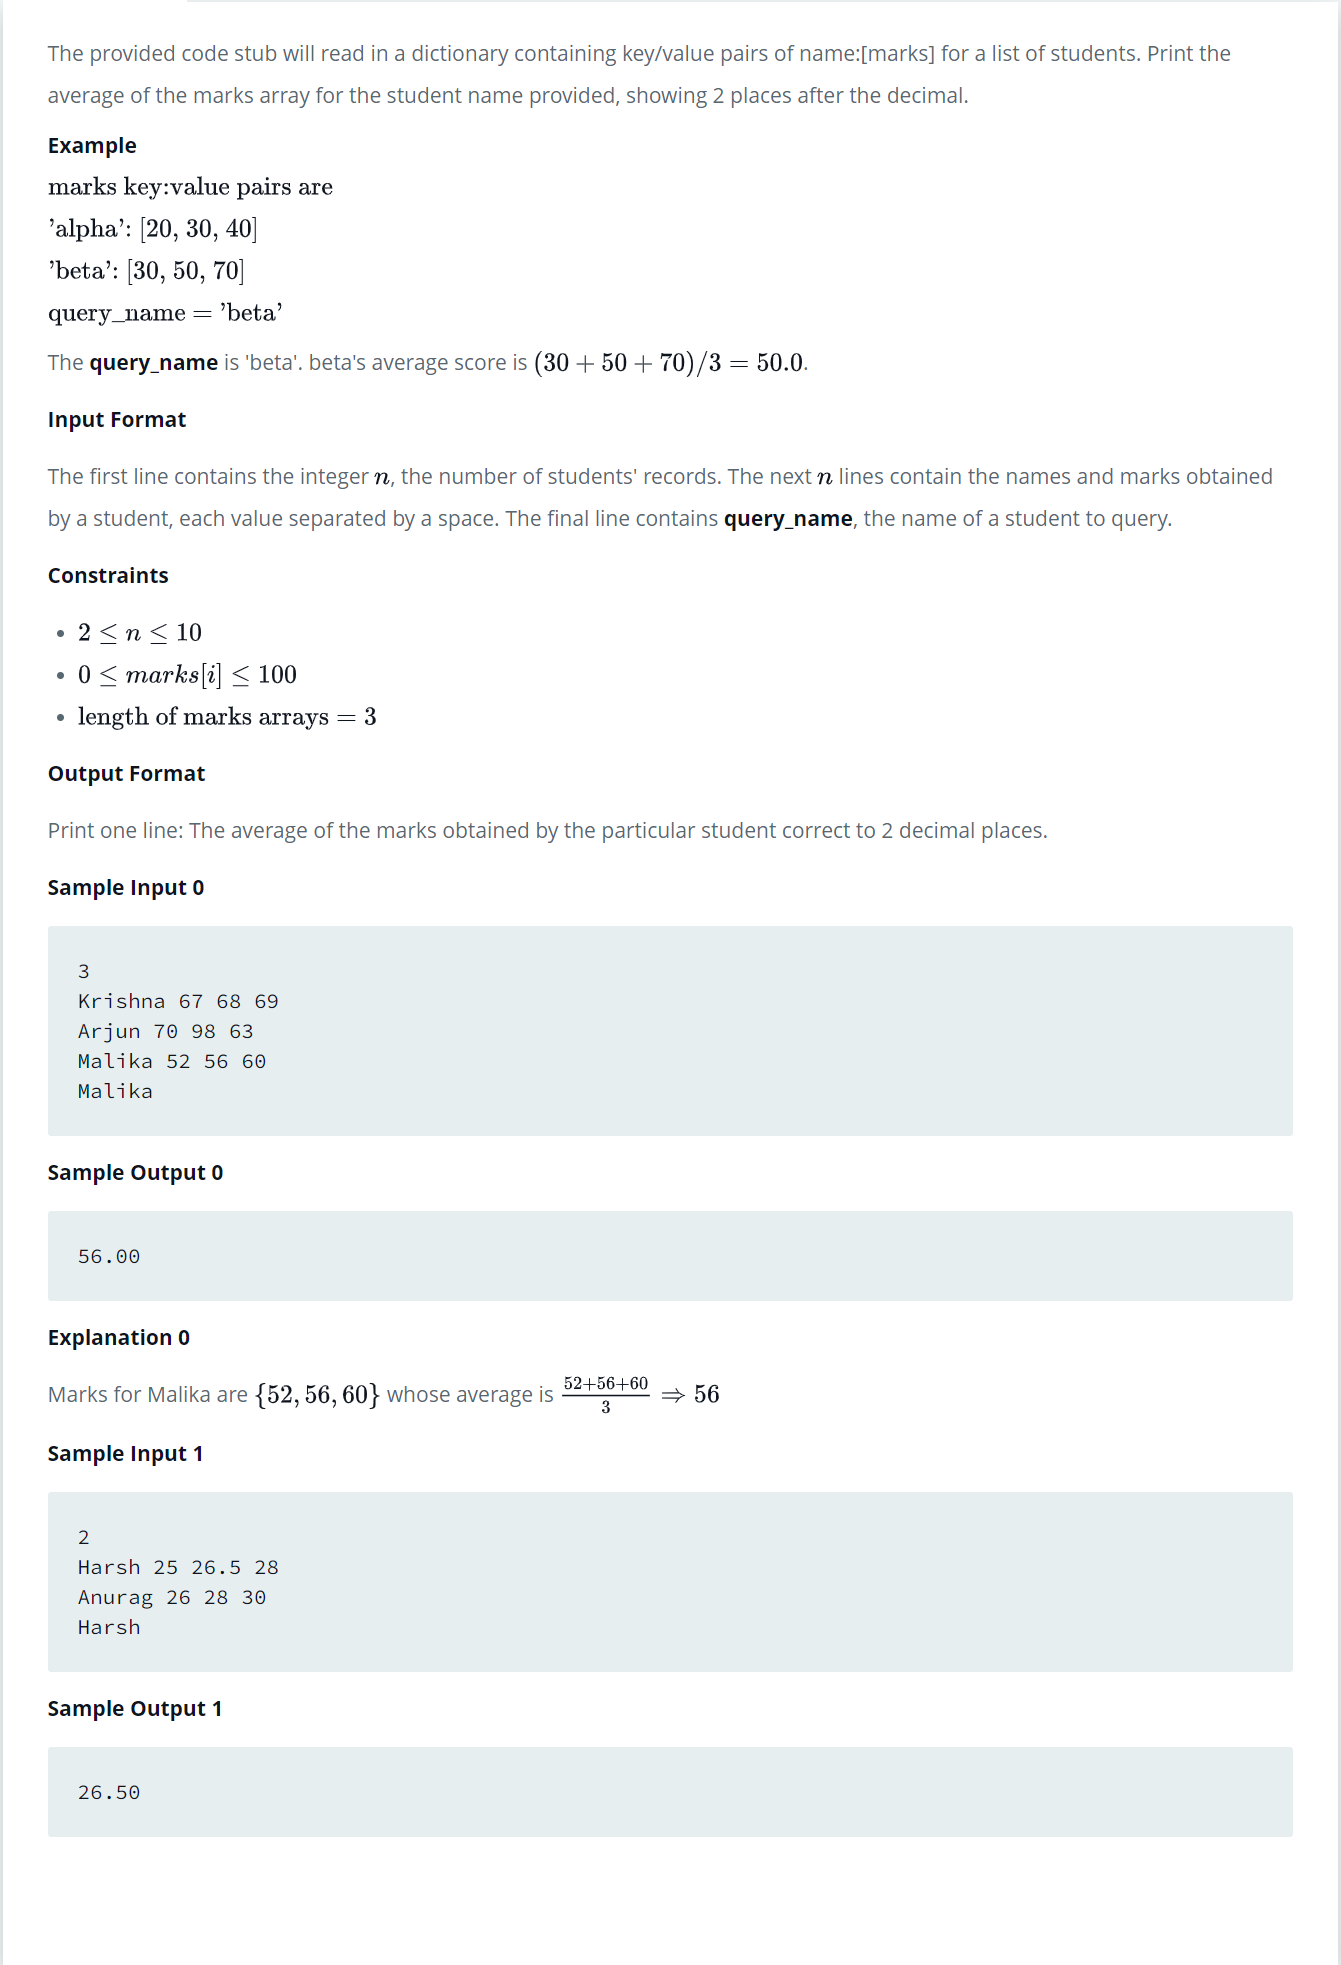 The provided code stub will read in a dictionary containing key/value pairs of name:[marks] for a list of students. Print the
average of the marks array for the student name provided, showing 2 places after the decimal.
Example
marks key:value pairs are
’alpha’: [20, 30, 40]
’beta’: [30, 50, 70]
query_name = ’beta’
The query_name is 'beta'. beta's average score is (30 + 50 + 70)/3 = 50.0.
Input Format
The first line contains the integer n, the number of students' records. The next n lines contain the names and marks obtained
by a student, each value separated by a space. The final line contains query_name, the name of a student to query.
Constraints
• 2 ≤ n ≤ 10
• 0 ≤ marks[i] ≤ 100
• length of marks arrays = 3
Output Format
Print one line: The average of the marks obtained by the particular student correct to 2 decimal places.
Sample Input 0
3
Krishna 67 68 69
Arjun 70 98 63
Malika 52 56 60
Malika
Sample Output 0
56.00
Explanation 0
Marks for Malika are {52, 56, 60} whose average is 52+56+60/3 ⇒ 56
Sample Input 1
2
Harsh 25 26.5 28
Anurag 26 28 30
Harsh
Sample Output 1
26.50